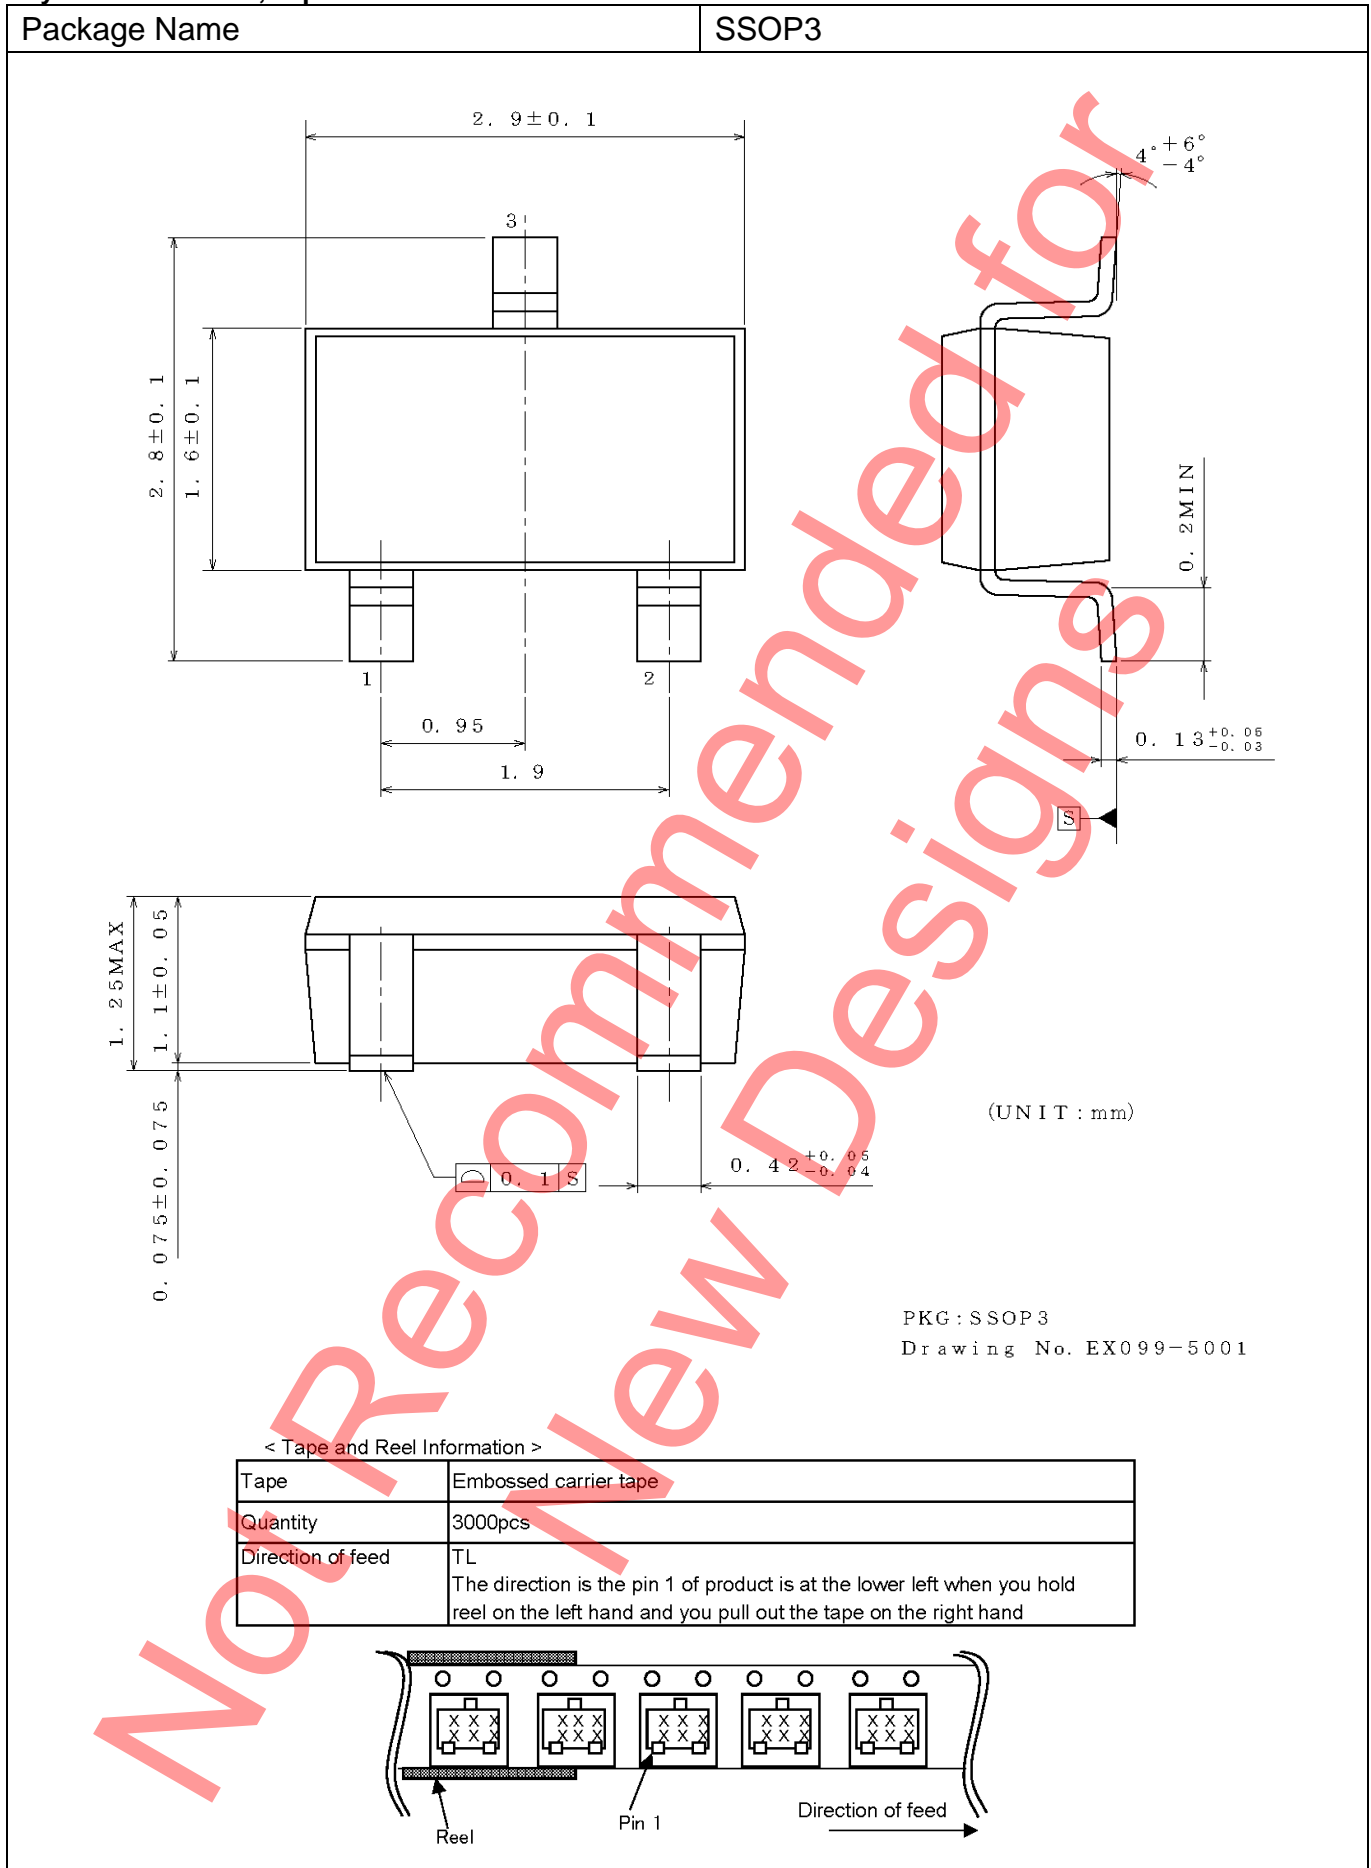 Package Name
SSOP3
2. 9±0. 1
4°+6°
−4°
3
2. 8±0. 1
1. 6±0. 1
0. 2MIN
1
2
0. 95
1. 9
0. 13+0. 05
−0. 03
S
1. 25MAX
1. 1±0. 05
0. 075±0. 075
(UNIT : mm)
0. 1 S
0. 42+0. 05
−0. 04
PKG : SSOP3
Drawing No. EX099−5001
< Tape and Reel Information >
Tape
Embossed carrier tape
Quantity
3000pcs
Direction of feed
TL
The direction is the pin 1 of product is at the lower left when you hold
reel on the left hand and you pull out the tape on the right hand
X X X X X X X X X X X X X X X
X X X X X X X X X X X X X X X
Reel
Pin 1
Direction of feed
Not Recommended for
New Designs